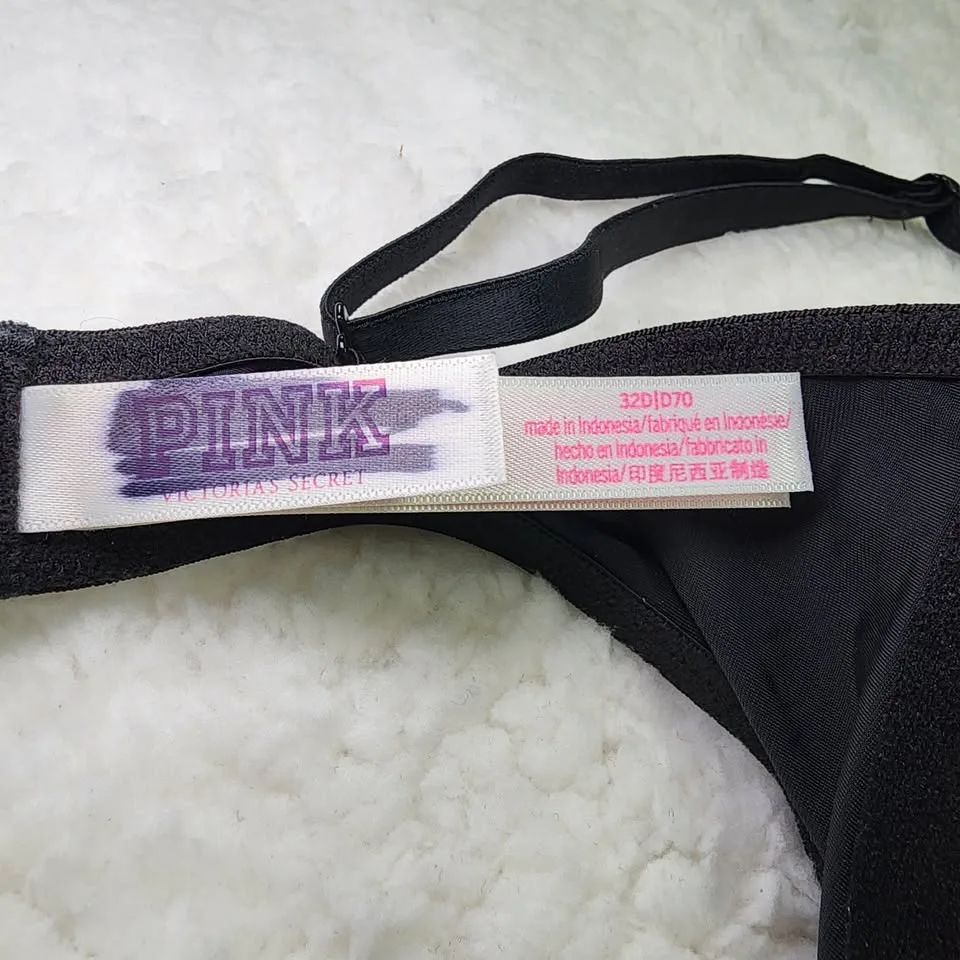 PINK
VICTORIA'S SECRET
32D|D70
made in Indonesia/fabriqué en Indonésie/
hecho en Indonesia/fabbricato in
Indonesia/印度尼西亚制造